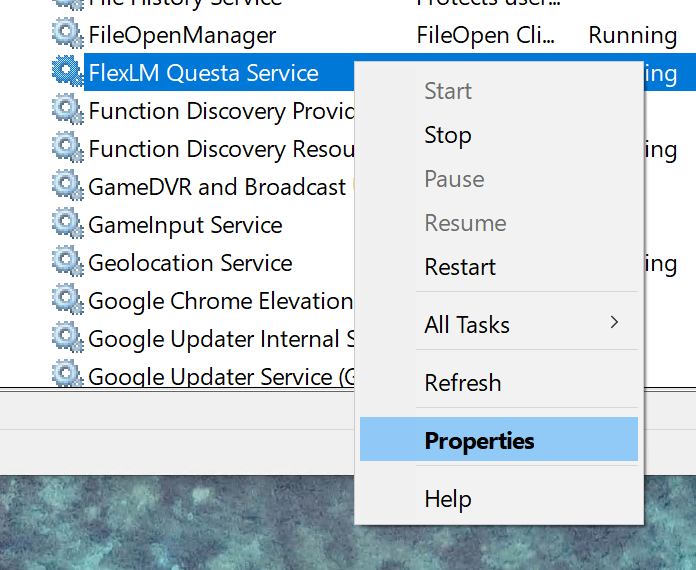 File History Service Protects user...
FileOpenManager FileOpen Cli... Running
FlexLM Questa Service ing
Function Discovery Provid
Function Discovery Resou ing
GameDVR and Broadcast
GameInput Service
Geolocation Service ing
Google Chrome Elevation
Google Updater Internal S
Google Updater Service (G
Start
Stop
Pause
Resume
Restart
All Tasks
Refresh
Properties
Help